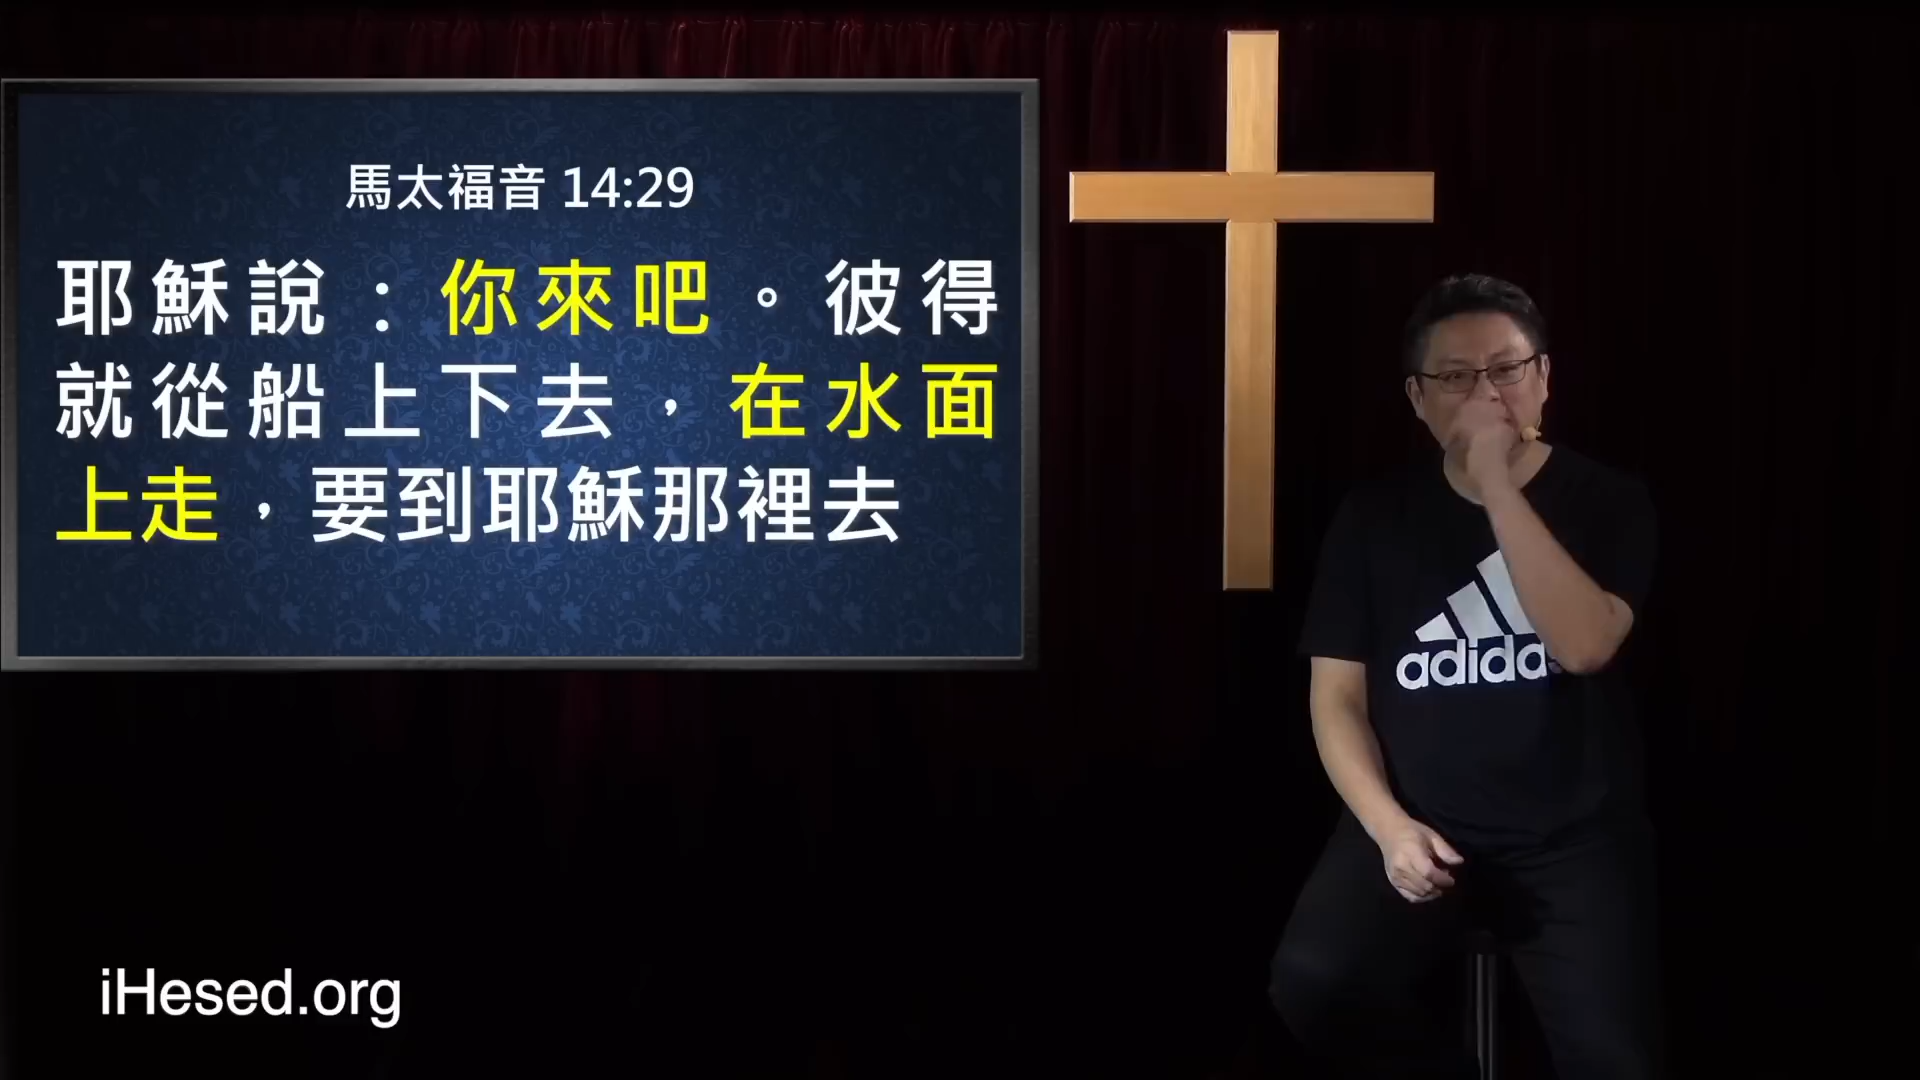 馬太福音 14:29
耶穌說：你來吧。彼得
就從船上下去，在水面
上走，要到耶穌那裡去
adidas
iHesed.org